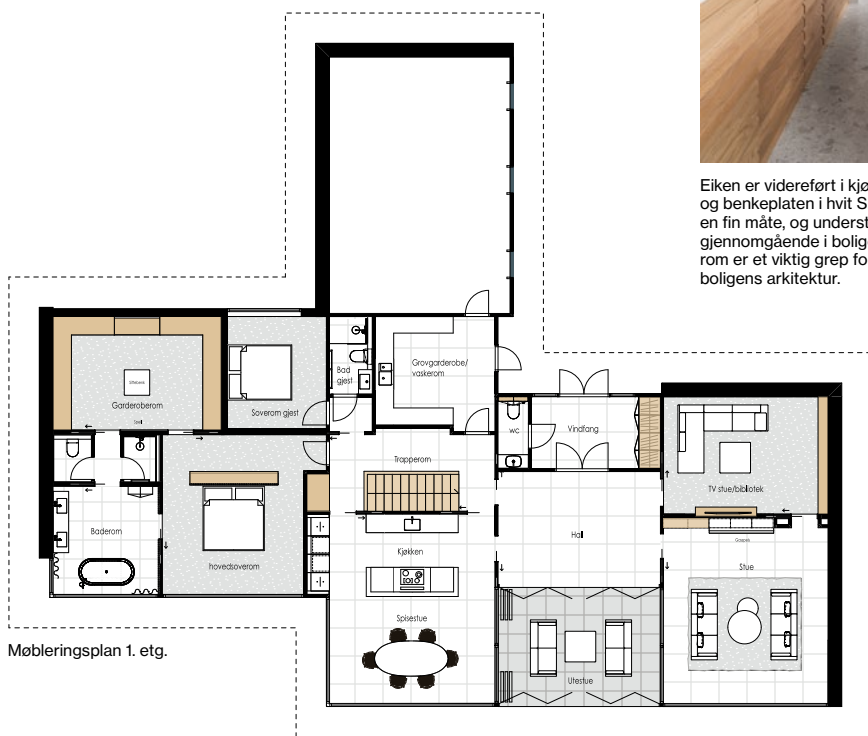 Eiken er videreført i kjø
og benkeplaten i hvit S
en fin måte, og underst
gjennomgående i bolig
rom er et viktig grep fo
boligens arkitektur.
Sittebenk
Garderoberom
Soverom gjest
Bad
gjest
Grovgarderobe/
vaskerom
wc
Vindfang
Trapperom
TV stue/bibliotek
Baderom
hovedsoverom
Kjøkken
Hall
Gasspeis
Stue
Spisestue
Utestue
Møbleringsplan 1. etg.